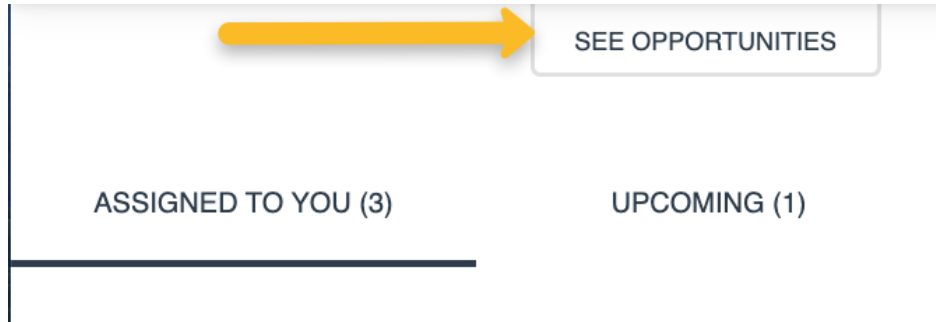 SEE OPPORTUNITIES
ASSIGNED TO YOU (3)
UPCOMING (1)